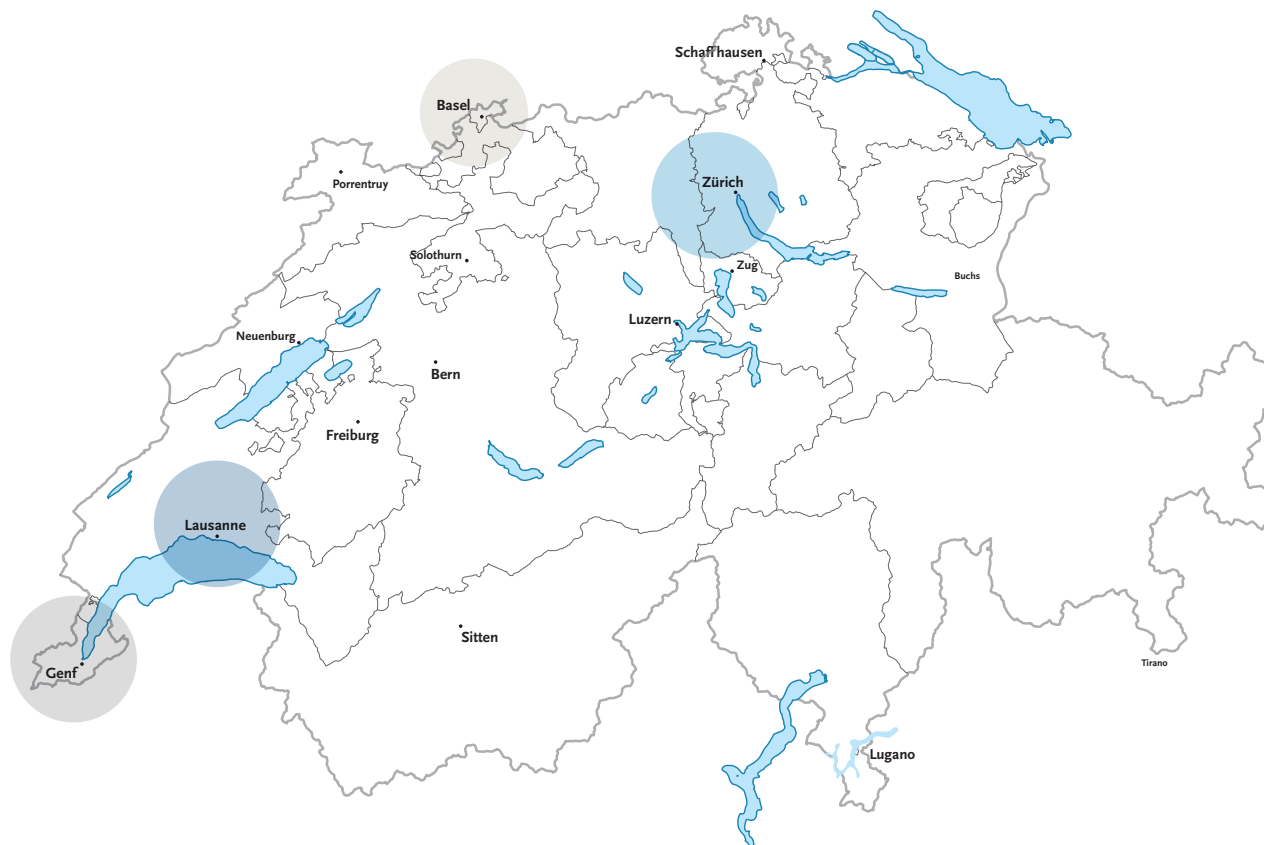 Schaffhausen
Basel
Zürich
Porrentruy
Solothurn
Zug
Buchs
Luzern
Neuenburg
Bern
Freiburg
Lausanne
Sitten
Genf
Tirano
Lugano